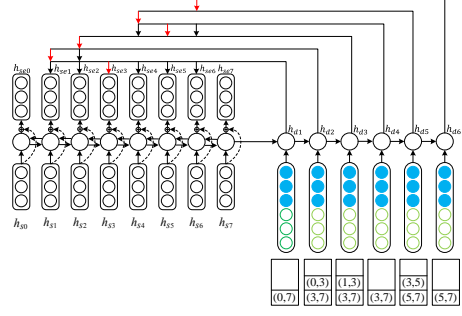 h_se0 h_se1 h_se2 h_se3 h_se4 h_se5 h_se6 h_se7
h_d1 h_d2 h_d3 h_d4 h_d5 h_d6
h_s0 h_s1 h_s2 h_s3 h_s4 h_s5 h_s6 h_s7
(0,3) (1,3) (3,5)
(0,7) (3,7) (3,7) (3,7) (5,7) (5,7)